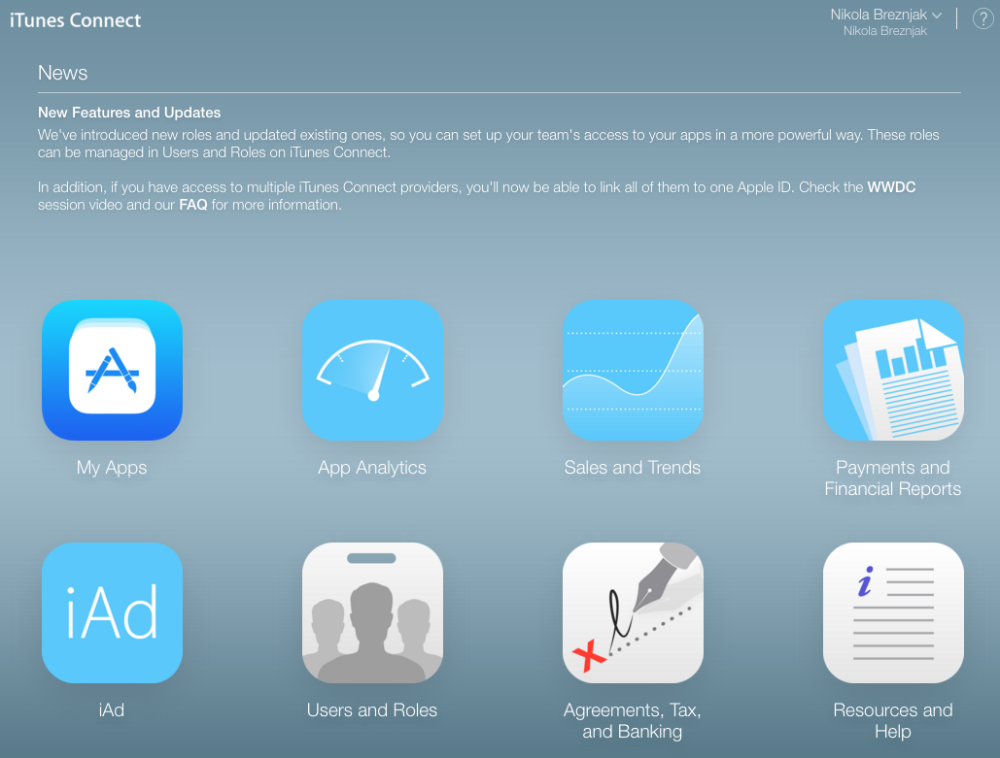 iTunes Connect
Nikola Breznjak
Nikola Breznjak
?
News
New Features and Updates
We've introduced new roles and updated existing ones, so you can set up your team's access to your apps in a more powerful way. These roles
can be managed in Users and Roles on iTunes Connect.
In addition, if you have access to multiple iTunes Connect providers, you'll now be able to link all of them to one Apple ID. Check the WWDC
session video and our FAQ for more information.
My Apps
App Analytics
Sales and Trends
Payments and
Financial Reports
iAd
i
iAd
Users and Roles
Agreements, Tax,
and Banking
Resources and
Help